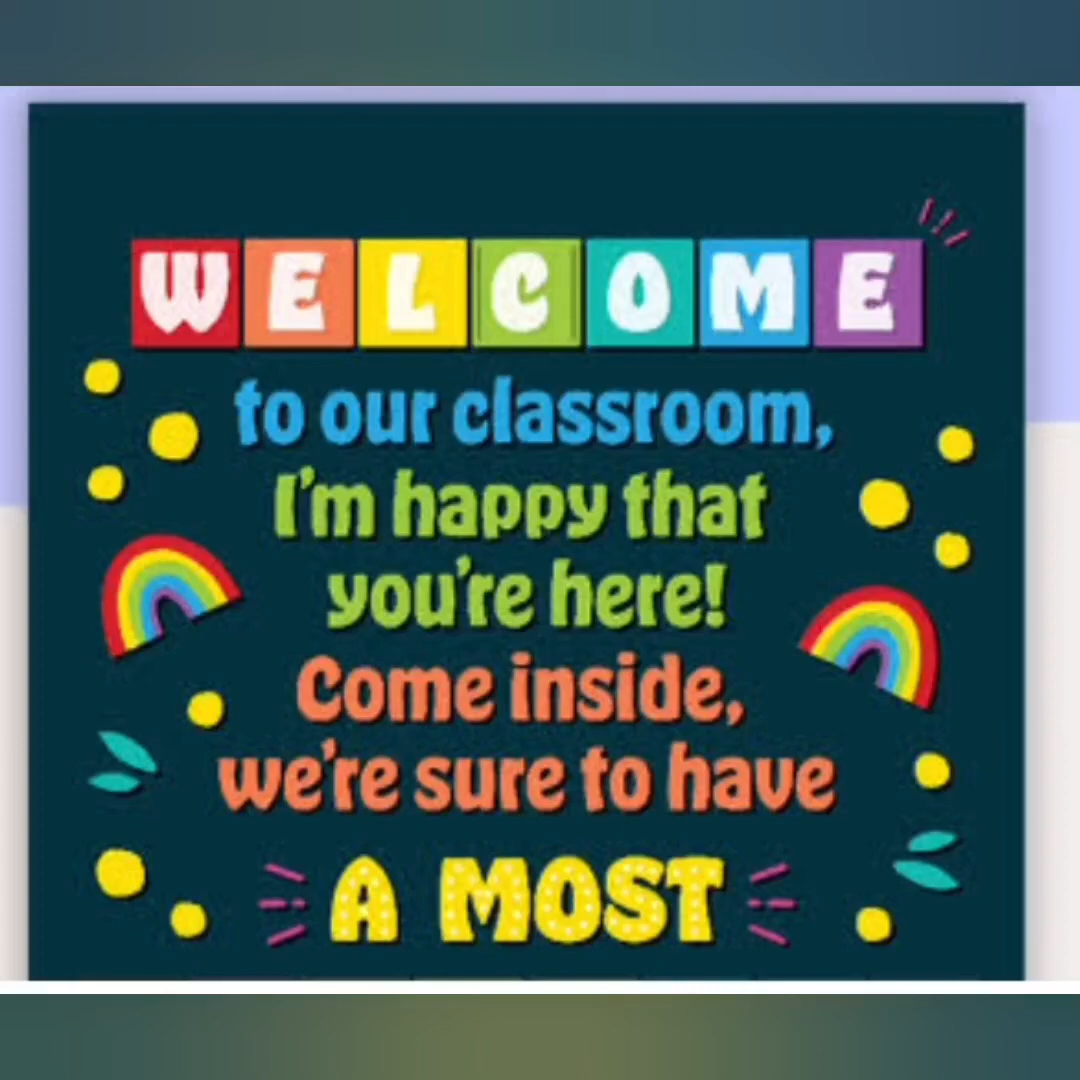 WELCOME
to our classroom,
I'm happy that
you're here!
Come inside,
we're sure to have
A MOST